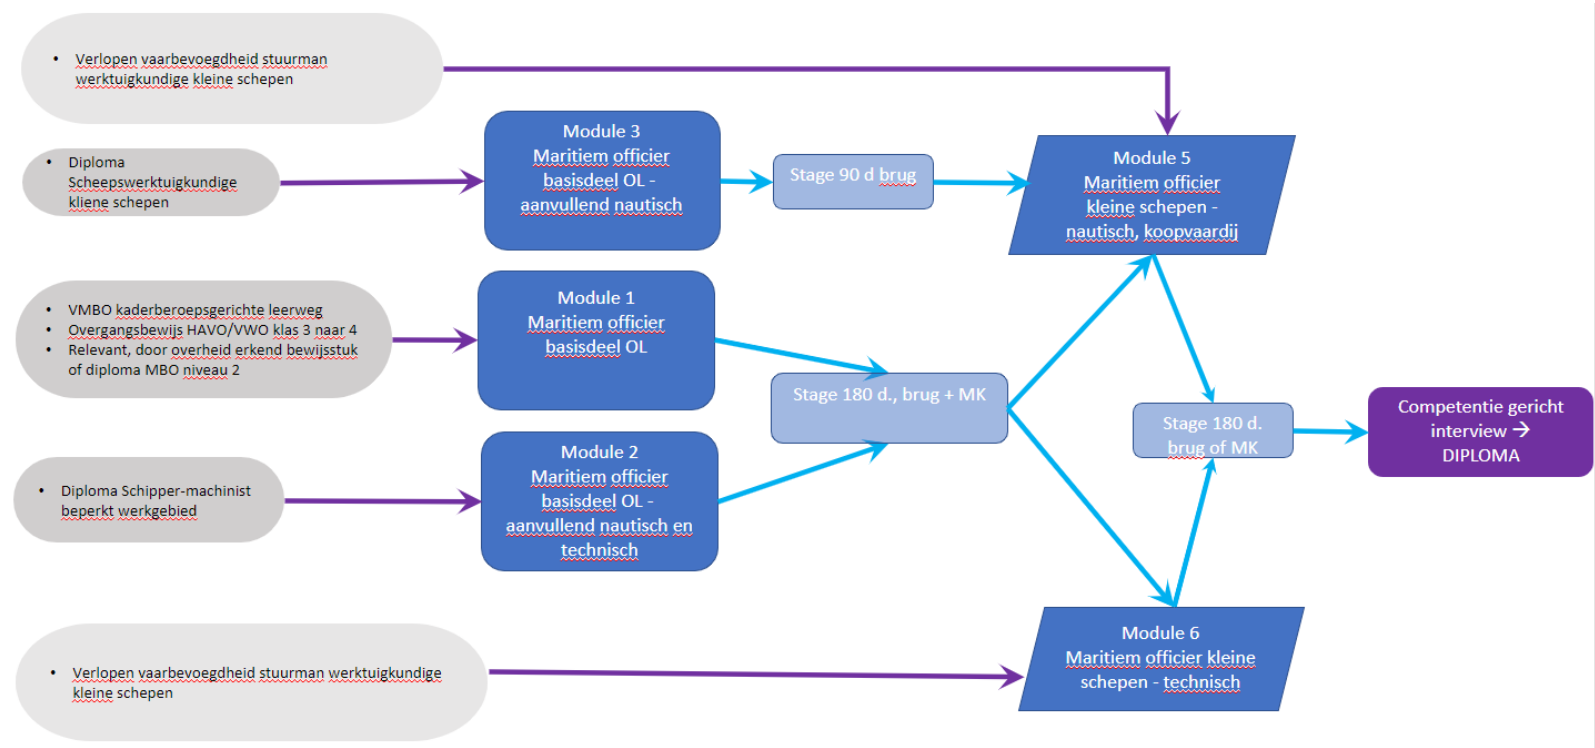 • Verlopen vaarbevoegdheid stuurman
werktuigkundige kleine schepen
Module 3
Maritiem officier
basisdeel OL -
aanvullend nautisch
Stage 90 d brug
Module 5
Maritiem officier
kleine schepen -
nautisch, koopvaardij
• Diploma
Scheepswerktuigkundige
kliene schepen
• VMBO kaderberoepsgerichte leerweg
• Overgangsbewijs HAVO/VWO klas 3 naar 4
• Relevant, door overheid erkend bewijsstuk
of diploma MBO niveau 2
Module 1
Maritiem officier
basisdeel OL
Stage 180 d., brug + MK
Stage 180 d.
brug of MK
Competentie gericht
interview →
DIPLOMA
• Diploma Schipper-machinist
beperkt werkgebied
Module 2
Maritiem officier
basisdeel OL -
aanvullend nautisch en
technisch
• Verlopen vaarbevoegdheid stuurman werktuigkundige
kleine schepen
Module 6
Maritiem officier kleine
schepen - technisch